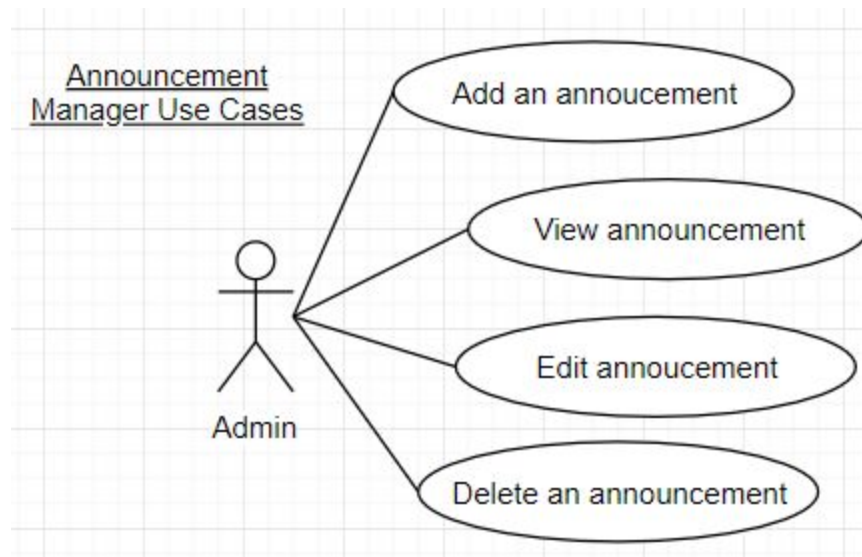 Announcement
Manager Use Cases
Add an annoucement
View announcement
Edit annoucement
Admin
Delete an announcement